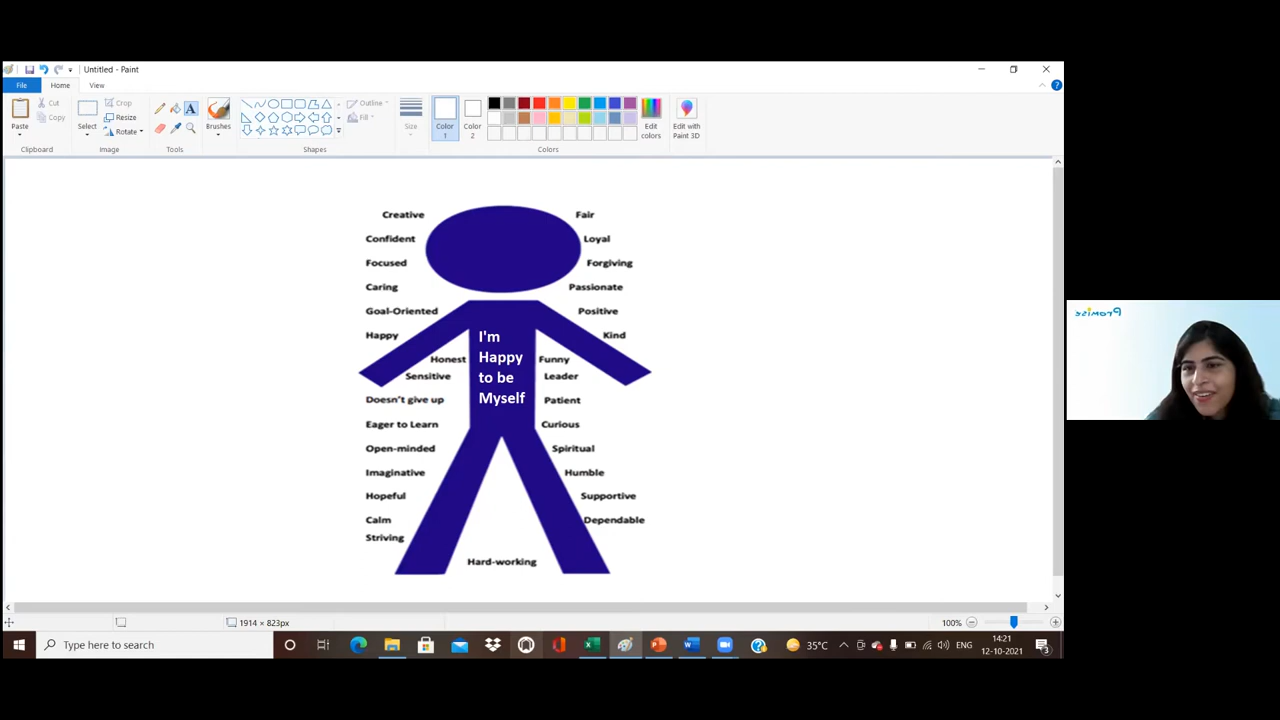 Untitled - Paint
File Home View
Paste Cut Copy Clipboard
Select Crop Resize Rotate Image
Tools
Brushes
Outline Fill Shapes
Size
Color 1 Color 2 Edit colors Colors
Edit with Paint 3D
Creative Fair
Confident Loyal
Focused Forgiving
Caring Passionate
Goal-Oriented Positive
Happy Kind
Honest Funny
Sensitive Leader
Doesn't give up Patient
Eager to Learn Curious
Open-minded Spiritual
Imaginative Humble
Hopeful Supportive
Calm Dependable
Striving
Hard-working
I'm
Happy
to be
Myself
Promise
1914 × 823px 100%
Type here to search 35°C ENG 14:21
12-10-2021 3